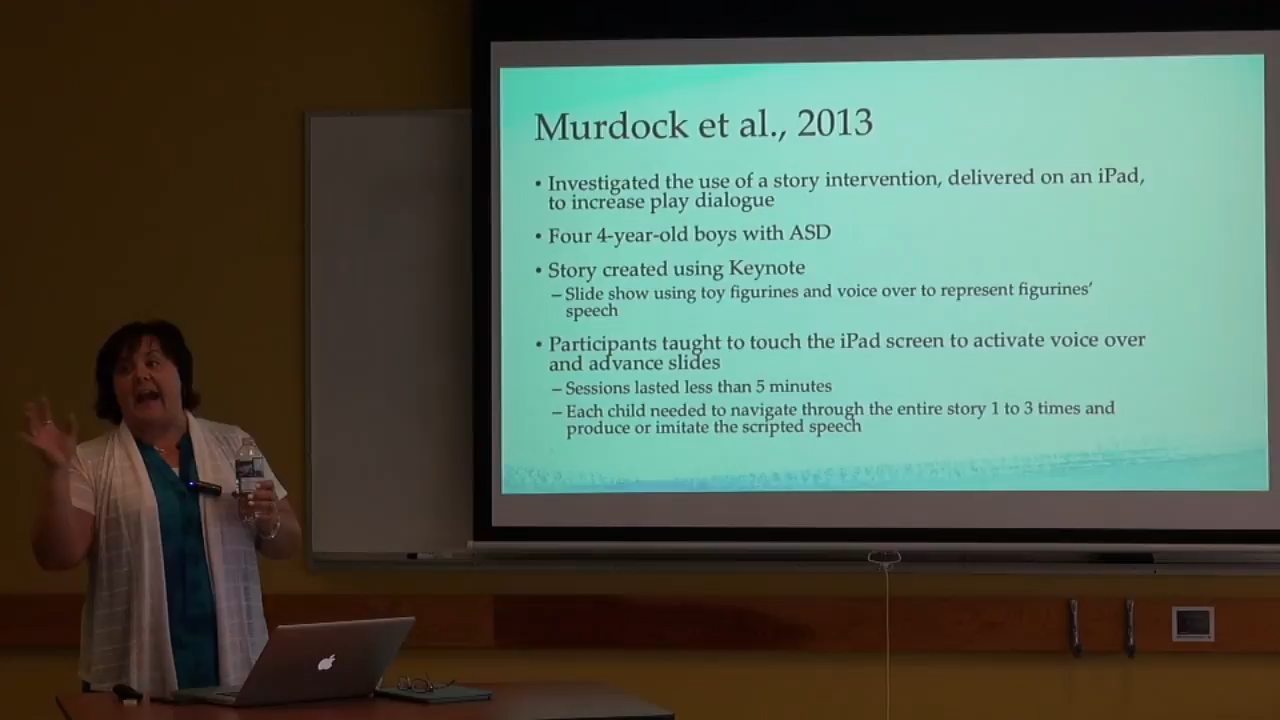 Murdock et al., 2013
• Investigated the use of a story intervention, delivered on an iPad,
to increase play dialogue
• Four 4-year-old boys with ASD
• Story created using Keynote
– Slide show using toy figurines and voice over to represent figurines'
speech
• Participants taught to touch the iPad screen to activate voice over
and advance slides
– Sessions lasted less than 5 minutes
– Each child needed to navigate through the entire story 1 to 3 times and
produce or imitate the scripted speech